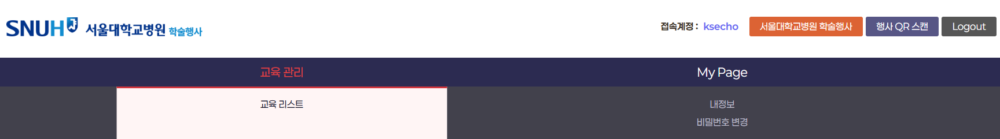 SNUH 서울대학교병원 학술행사
접속계정 : ksecho 서울대학교병원 학술행사 행사 QR 스캔 Logout
교육 관리 My Page
교육 리스트 내정보
비밀번호 변경